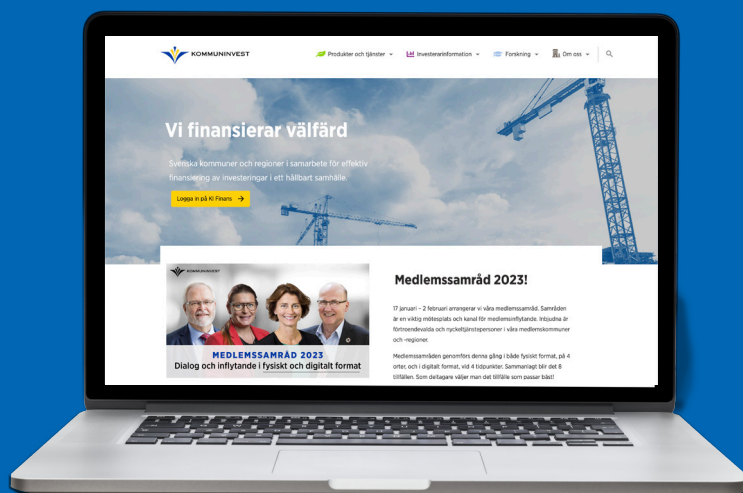 KOMMUNINVEST
Produkter och tjänster
Investerarinformation
Forskning
Om oss
Vi finansierar välfärd
Svenska kommuner och regioner i samarbete för effektiv
finansiering av investeringar i ett hållbart samhälle
Logga in på KI Finans →
KOMMUNINVEST
MEDLEMSSAMRÅD 2023
Dialog och inflytande i fysiskt och digitalt format
Medlemssamråd 2023!
17 januari – 2 februari arrangerar vi våra medlemssamråd. Samråden
är en viktig mötesplats och kanal för medlemsinflytande. Inbjudna är
förtroendevalda och nyckeltjänstepersoner i våra medlemskommuner
och -regioner.
Medlemssamråden genomförs denna gång i både fysiskt format, på 4
orter, och i digitalt format, vid 4 tidpunkter. Sammanlagt blir det 8
tillfällen. Som deltagare väljer man det tillfälle som passar bäst!